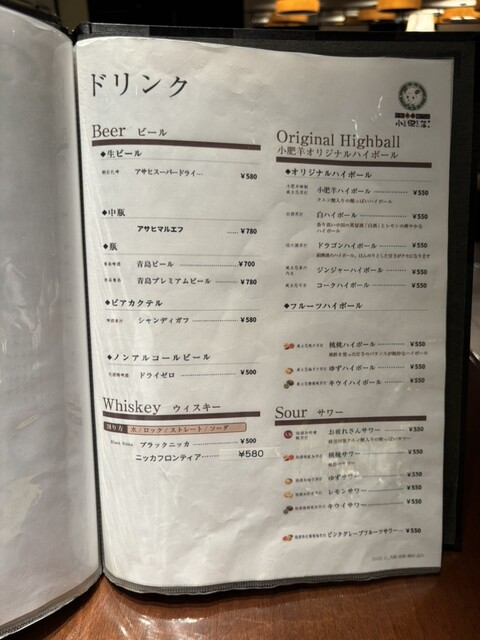 ドリンク
小肥羊
Beer ビール
◆生ビール
アサヒスーパードライ… ¥580
◆中瓶
アサヒマルエフ ..... ¥780
◆瓶
青島ビール ¥700
青島プレミアムビール ¥780
◆ビアカクテル
シャンディガフ ¥580
◆ノンアルコールビール
ドライゼロ ¥500
Whiskey ウィスキー
割り方 水/ロック/ストレート/ソーダ
Black Nikka ブラックニッカ ¥500
ニッカフロンティア… ¥580
Original Highball
小肥羊オリジナルハイボール
◆オリジナルハイボール
小肥羊ハイボール ¥550
白ハイボール ¥550
ドラゴンハイボール ¥550
ジンジャーハイボール ¥550
コークハイボール ¥550
◆フルーツハイボール
桃桃ハイボール ¥550
ゆずハイボール ¥550
キウイハイボール ¥550
Sour サワー
お疲れさんサワー ¥550
桃桃サワー ¥550
ゆずサワー ¥550
レモンサワー ¥550
キウイサワー ¥550
ピンクグレープフルーツサワー… ¥550